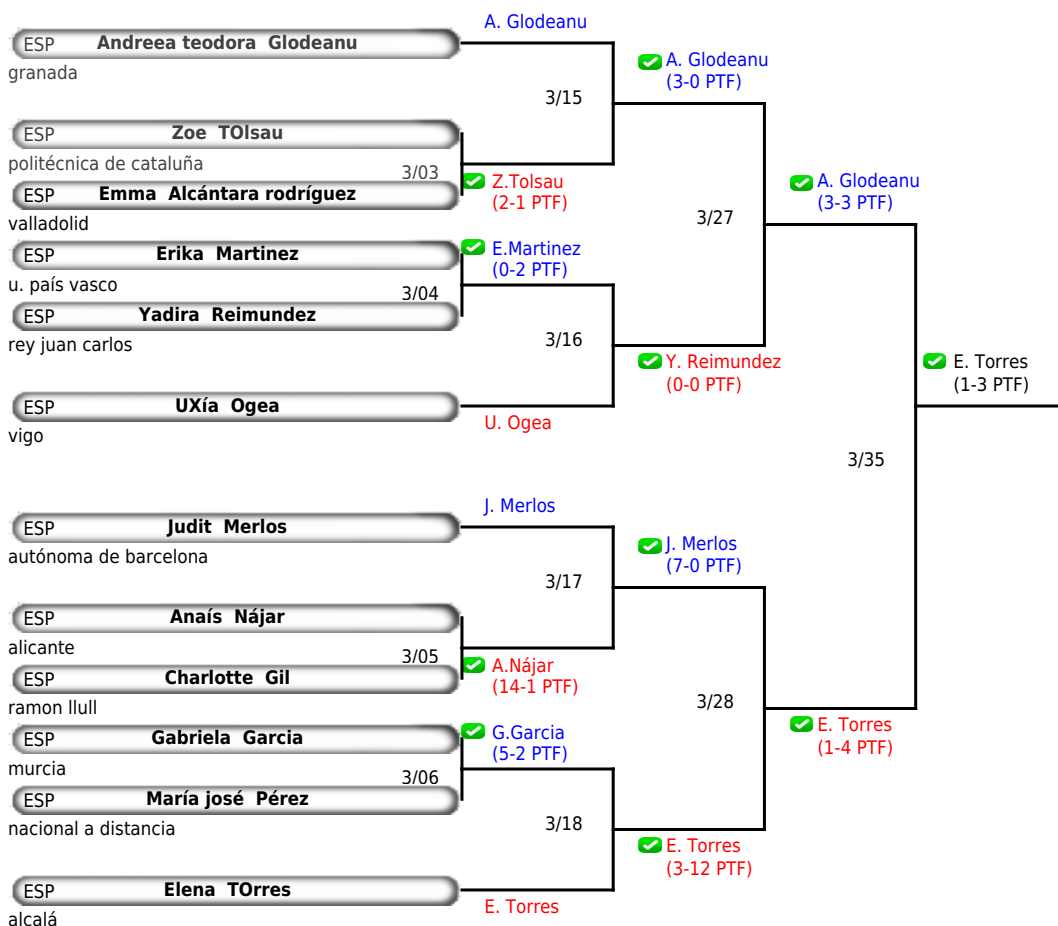 A. Glodeanu
ESP Andreea teodora Glodeanu
granada
A. Glodeanu
(3-0 PTF)
3/15
ESP Zoe TOlsau
politécnica de cataluña
3/03
Z.Tolsau
(2-1 PTF)
ESP Emma Alcántara rodríguez
valladolid
A. Glodeanu
(3-3 PTF)
3/27
ESP Erika Martinez
u. país vasco
E.Martinez
(0-2 PTF)
3/04
ESP Yadira Reimundez
rey juan carlos
3/16
Y. Reimundez
(0-0 PTF)
E. Torres
(1-3 PTF)
ESP UXía Ogea
vigo
U. Ogea
3/35
J. Merlos
ESP Judit Merlos
autónoma de barcelona
J. Merlos
(7-0 PTF)
3/17
ESP Anaís Nájar
alicante
3/05
A.Nájar
(14-1 PTF)
ESP Charlotte Gil
ramon llull
3/28
ESP Gabriela Garcia
murcia
G.Garcia
(5-2 PTF)
E. Torres
(1-4 PTF)
3/06
ESP María josé Pérez
nacional a distancia
3/18
E. Torres
(3-12 PTF)
ESP Elena TOrres
alcalá
E. Torres